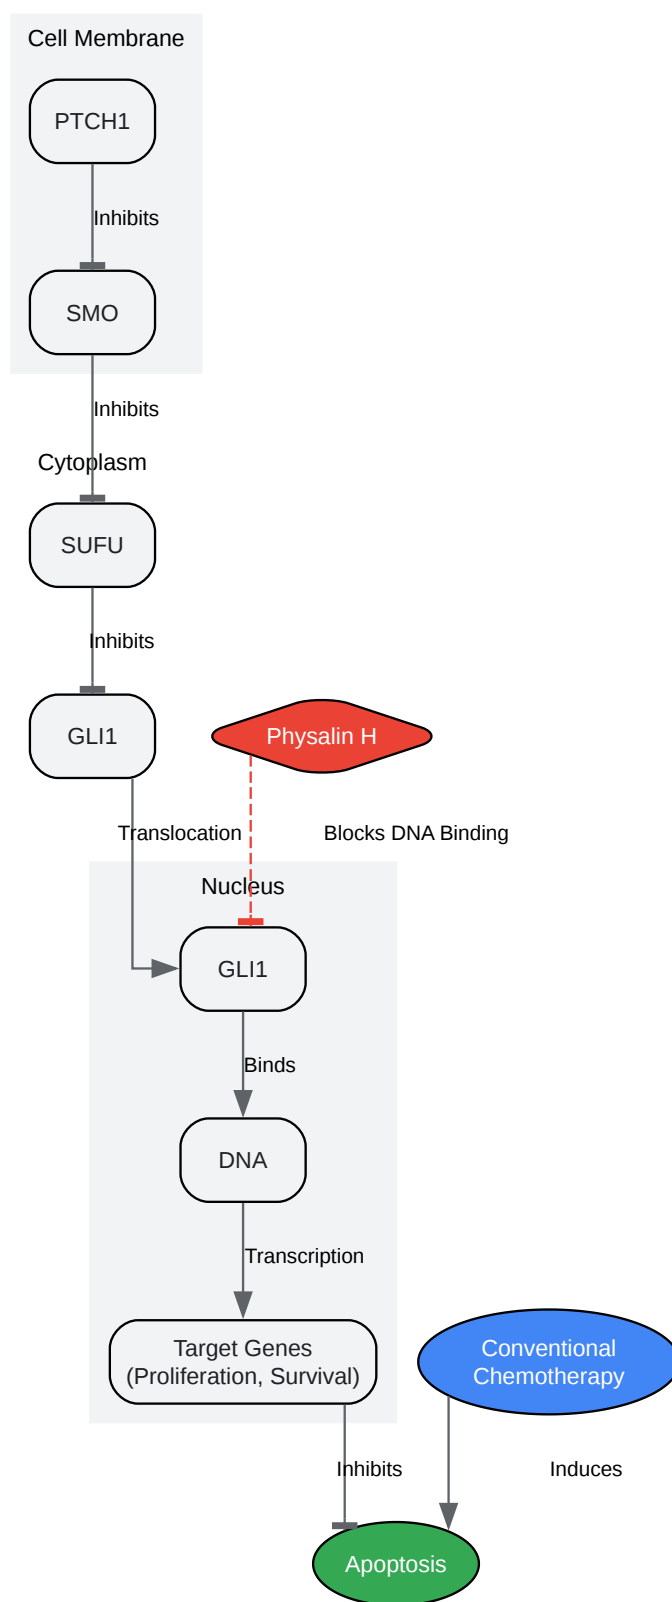 Cell Membrane
PTCH1
Inhibits
SMO
Inhibits
Cytoplasm
SUFU
Inhibits
GLI1
Physalin H
Translocation
Blocks DNA Binding
Nucleus
GLI1
Binds
DNA
Transcription
Target Genes
(Proliferation, Survival)
Conventional
Chemotherapy
Inhibits
Induces
Apoptosis